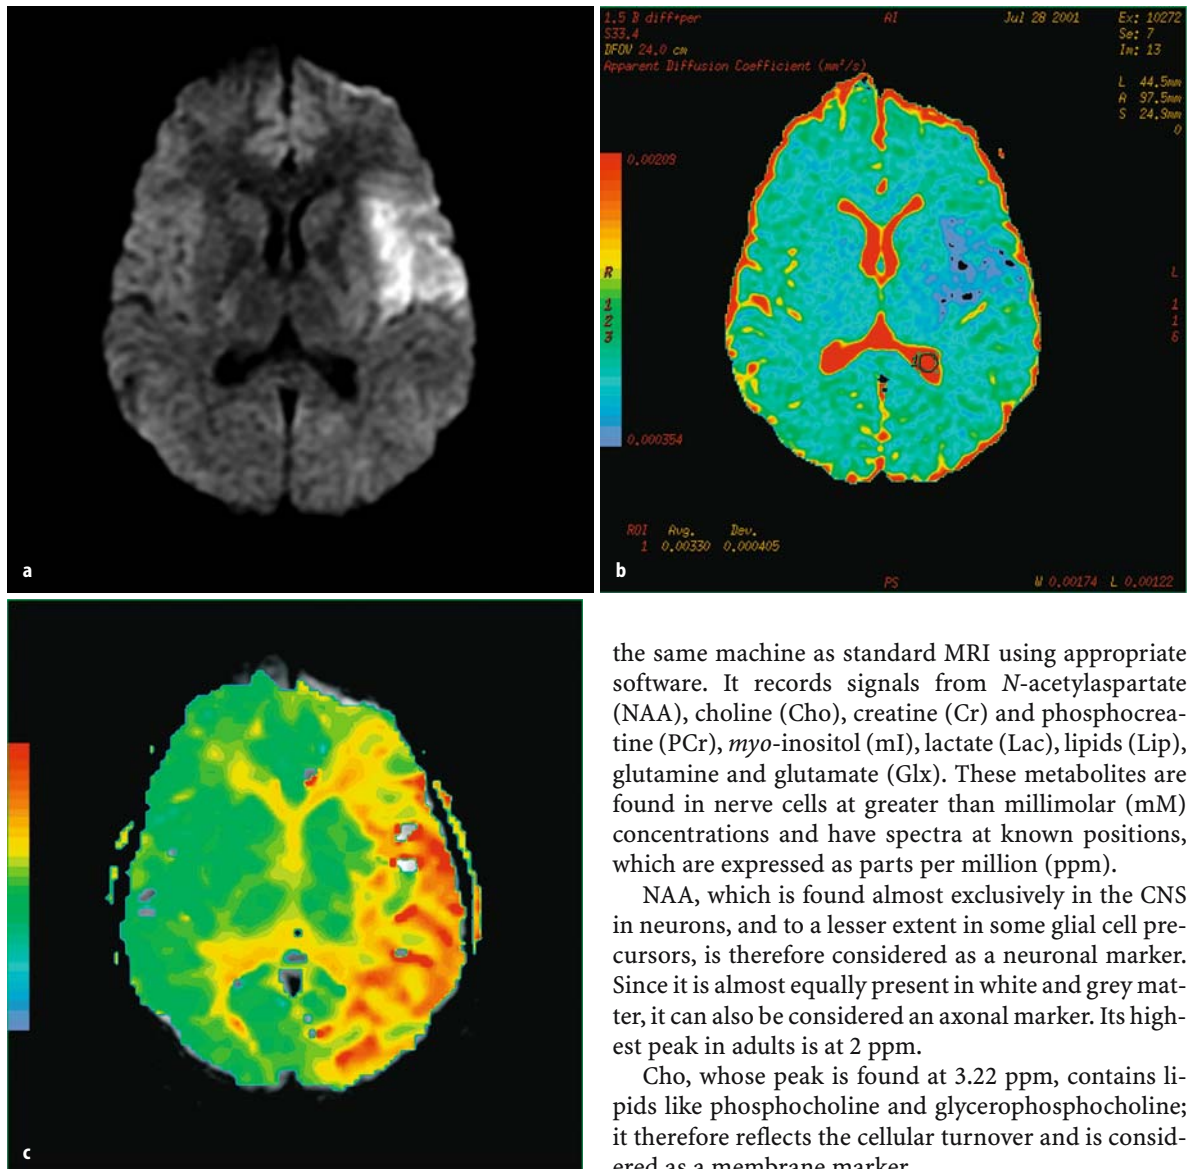 1.5 B diff+per
S33.4
DFOV 24.0 cm
Apparent Diffusion Coefficient (mm²/s)
AI
Jul 28 2001
Ex: 10272
Se: 7
Im: 13
L 44.5mm
A 97.5mm
S 24.9mm
0
0.00209
R
1
2
3
L
1
1
6
0.000354
1
ROI Avg. Dev.
1 0.00330 0.000405
PS
W 0.00174 L 0.00122
a
b
c
the same machine as standard MRI using appropriate
software. It records signals from N-acetylaspartate
(NAA), choline (Cho), creatine (Cr) and phosphocrea-
tine (PCr), myo-inositol (mI), lactate (Lac), lipids (Lip),
glutamine and glutamate (Glx). These metabolites are
found in nerve cells at greater than millimolar (mM)
concentrations and have spectra at known positions,
which are expressed as parts per million (ppm).
NAA, which is found almost exclusively in the CNS
in neurons, and to a lesser extent in some glial cell pre-
cursors, is therefore considered as a neuronal marker.
Since it is almost equally present in white and grey mat-
ter, it can also be considered an axonal marker. Its high-
est peak in adults is at 2 ppm.
Cho, whose peak is found at 3.22 ppm, contains li-
pids like phosphocholine and glycerophosphocholine;
it therefore reflects the cellular turnover and is consid-
ered as a membrane marker.